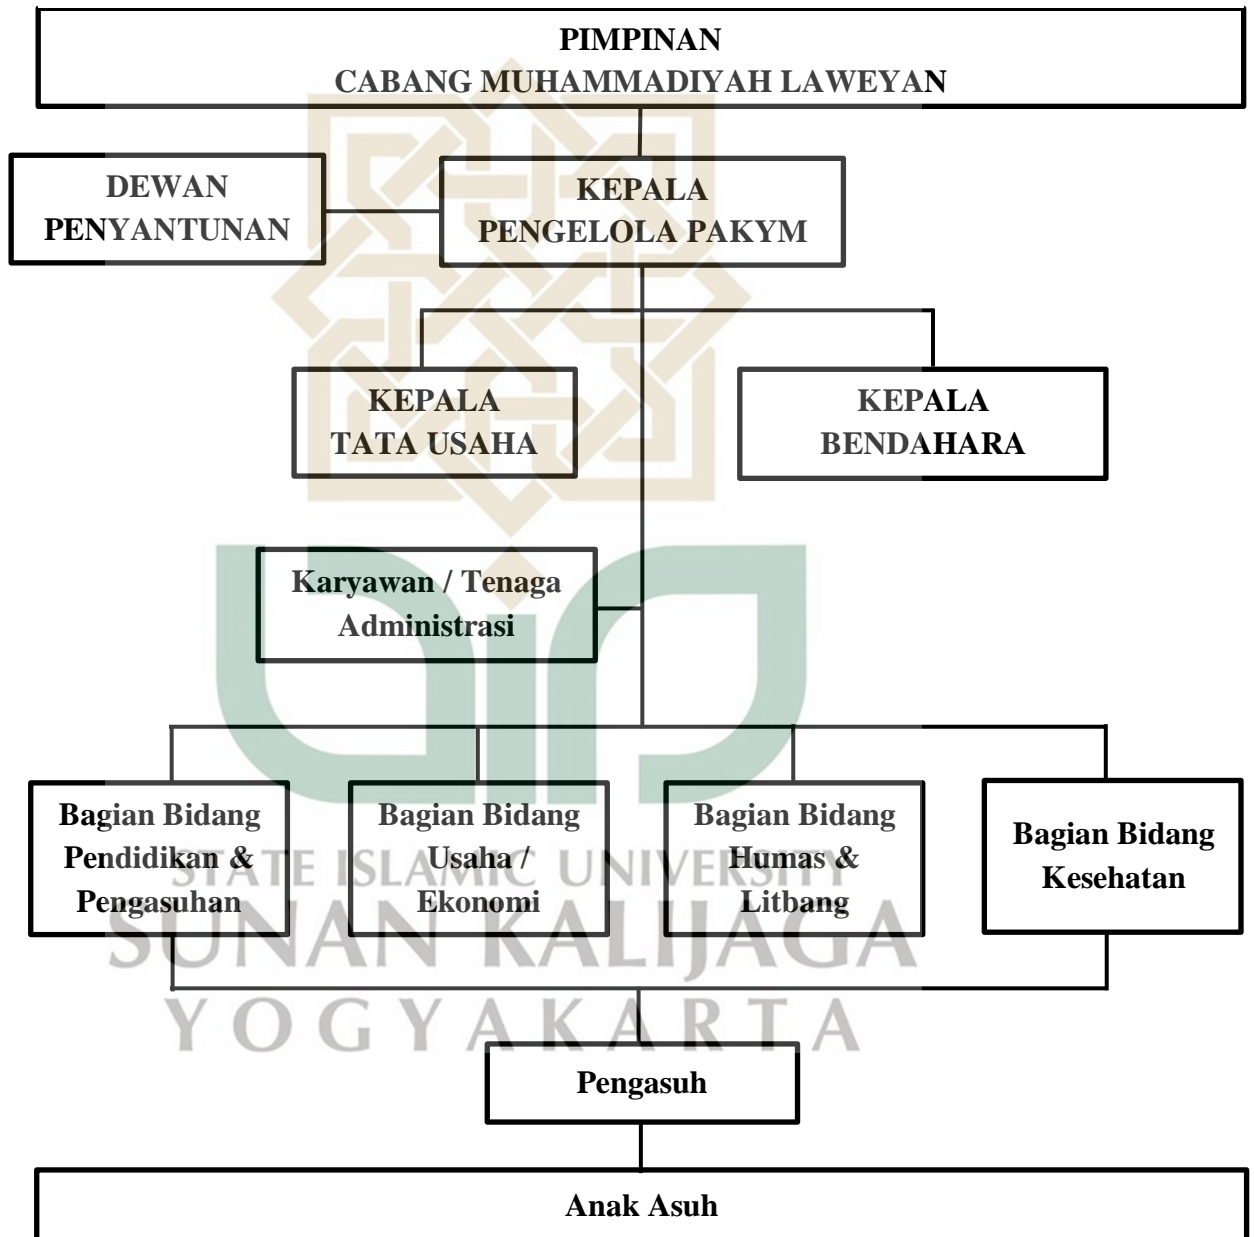 PIMPINAN
CABANG MUHAMMADIYAH LAWEYAN
DEWAN
PENYANTUNAN
KEPALA
PENGELOLA PAKYM
KEPALA
TATA USAHA
KEPALA
BENDAHARA
Karyawan / Tenaga
Administrasi
Bagian Bidang
Pendidikan &
Pengasuhan
Bagian Bidang
Usaha /
Ekonomi
Bagian Bidang
Humas &
Litbang
Bagian Bidang
Kesehatan
STATE ISLAMIC UNIVERSITY
SUNAN KALIJAGA
YOGYAKARTA
Pengasuh
Anak Asuh